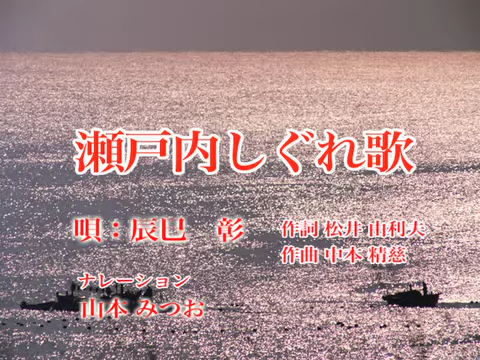 瀬戸内しぐれ歌
唄：辰巳 彰
作詞 松井 由利夫
作曲 中本 精慈
ナレーション
山本 みつお